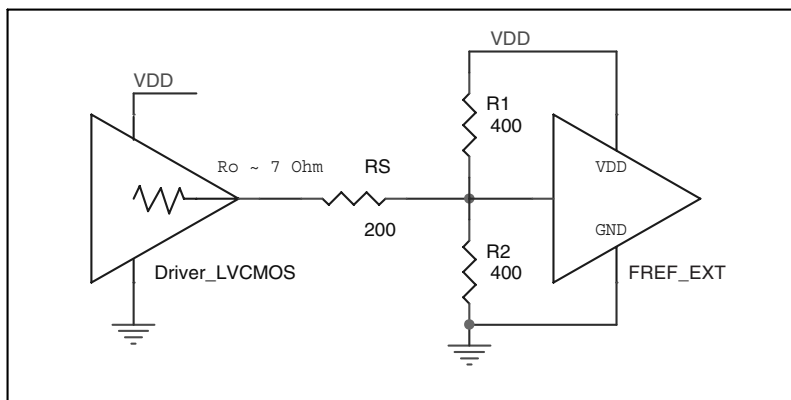 VDD
VDD
R1
400
Ro ~ 7 Ohm
RS
VDD
200
GND
R2
400
Driver_LVCMOS
FREF_EXT